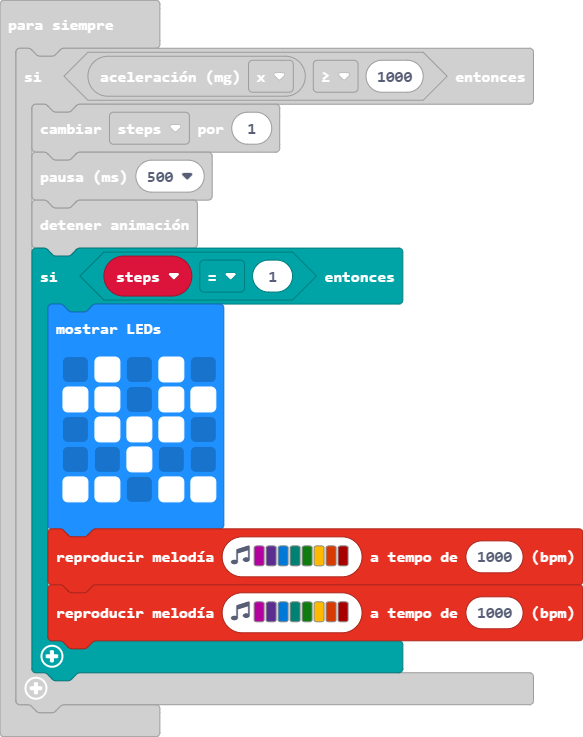 para siempre
si aceleración (mg) x ≥ 1000 entonces
cambiar steps por 1
pausa (ms) 500
detener animación
si steps = 1 entonces
mostrar LEDs
reproducir melodía a tempo de 1000 (bpm)
reproducir melodía a tempo de 1000 (bpm)